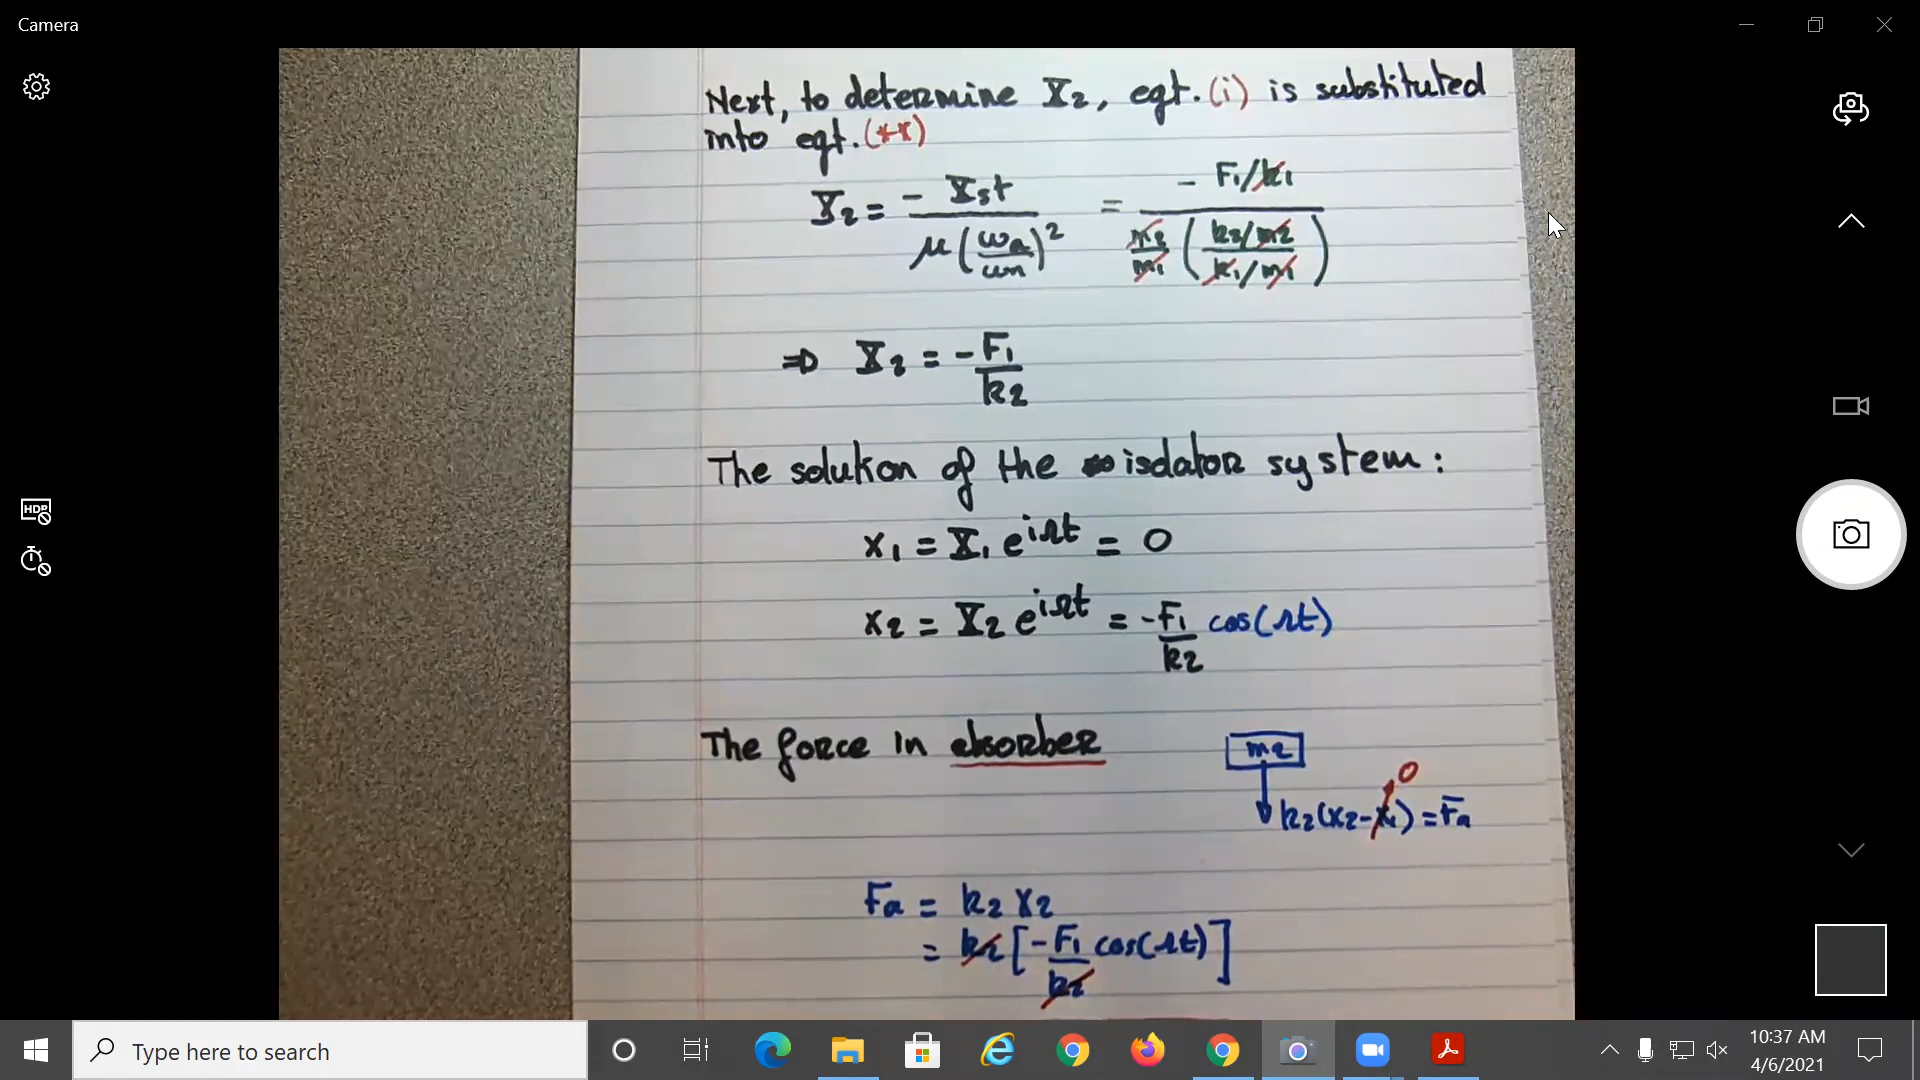 Camera
Next, to determine X2, eqt.(i) is substituted
into eqt.(**)
X2 = - Xst / μ(ωa/ωn)² = - F1/k1 / m2/m1 (k2/m2 / k1/m1)
⇒ X2 = -F1/k2
The solution of the isolator system:
x1 = X1 e^iΩt = 0
x2 = X2 e^iΩt = -F1/k2 cos(Ωt)
The force in absorber
m2
0
k2(x2-x1) = Fa
Fa = k2 x2
= k2 [-F1/k2 cos(Ωt)]
HDR
Type here to search
10:37 AM
4/6/2021